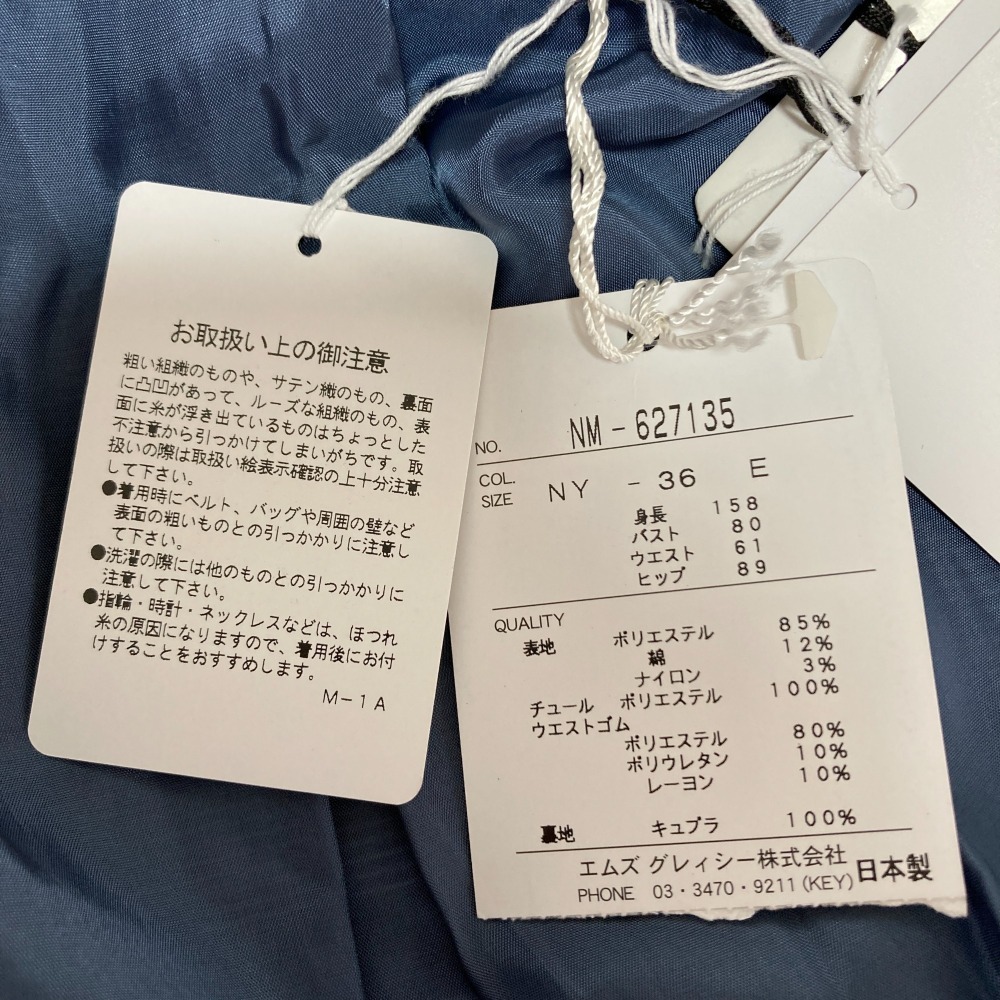 お取扱い上の御注意
粗い組織のものや、サテン織のもの、裏面
に凸凹があって、ルーズな組織のもの、表
面に糸が浮き出ているものはちょっとした
不注意から引っかけてしまいがちです。取
扱いの際は取扱い絵表示確認の上十分注意
して下さい。
●着用時にベルト、バッグや周囲の壁など
表面の粗いものとの引っかかりに注意し
て下さい。
●洗濯の際には他のものとの引っかかりに
注意して下さい。
●指輪・時計・ネックレスなどは、ほつれ
糸の原因になりますので、着用後にお付
けすることをおすすめします。
M-1A
NO. NM-627135
COL.
SIZE NY - 36 E
身長 158
バスト 80
ウエスト 61
ヒップ 89
QUALITY
表地 ポリエステル 85%
綿 12%
ナイロン 3%
チュール ポリエステル 100%
ウエストゴム
ポリエステル 80%
ポリウレタン 10%
レーヨン 10%
裏地 キュプラ 100%
エムズ グレィシー株式会社 日本製
PHONE 03・3470・9211(KEY)